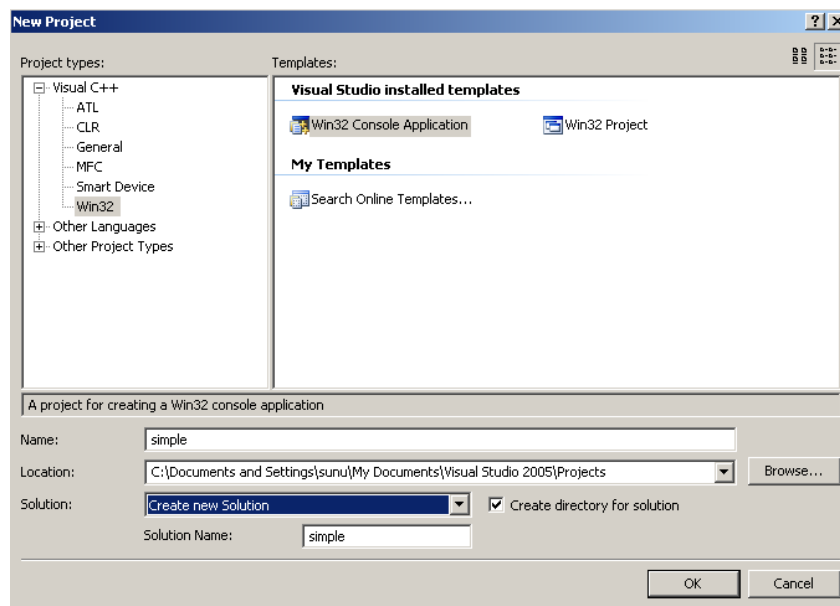 New Project
Project types:
Templates:
Visual C++
ATL
CLR
General
MFC
Smart Device
Win32
Other Languages
Other Project Types
Visual Studio installed templates
Win32 Console Application
Win32 Project
My Templates
Search Online Templates...
A project for creating a Win32 console application
Name:
simple
Location:
C:\Documents and Settings\sunu\My Documents\Visual Studio 2005\Projects
Browse...
Solution:
Create new Solution
Create directory for solution
Solution Name:
simple
OK
Cancel